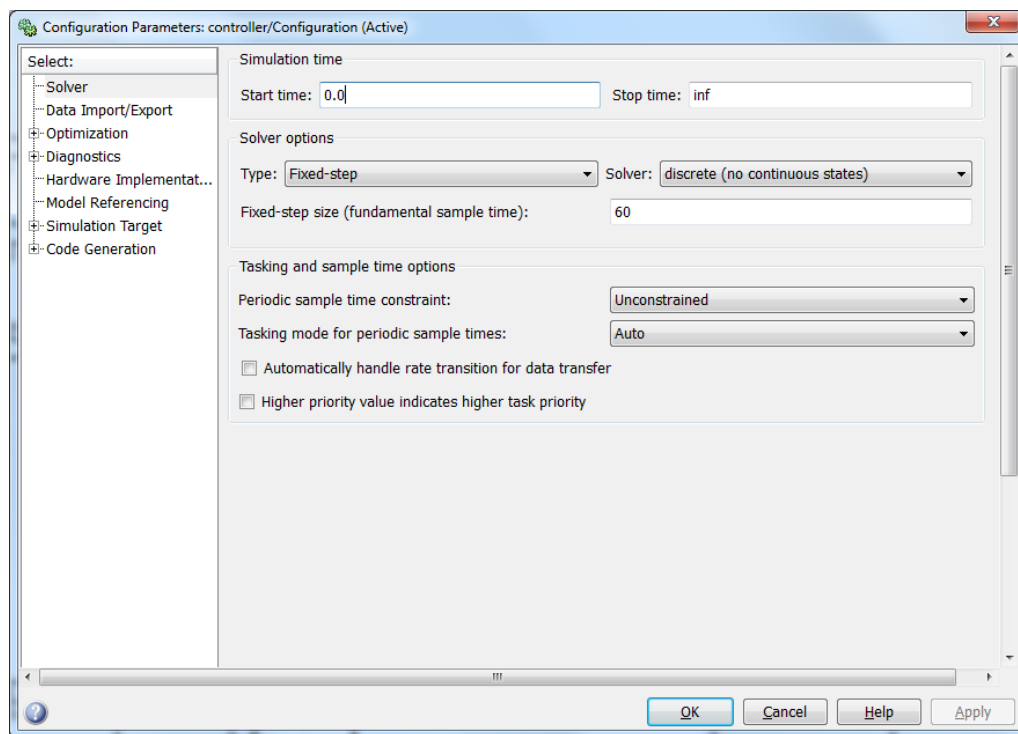 Configuration Parameters: controller/Configuration (Active)
Select:
Solver
Data Import/Export
Optimization
Diagnostics
Hardware Implementat...
Model Referencing
Simulation Target
Code Generation
Simulation time
Start time: 0.0 Stop time: inf
Solver options
Type: Fixed-step Solver: discrete (no continuous states)
Fixed-step size (fundamental sample time): 60
Tasking and sample time options
Periodic sample time constraint: Unconstrained
Tasking mode for periodic sample times: Auto
Automatically handle rate transition for data transfer
Higher priority value indicates higher task priority
OK Cancel Help Apply